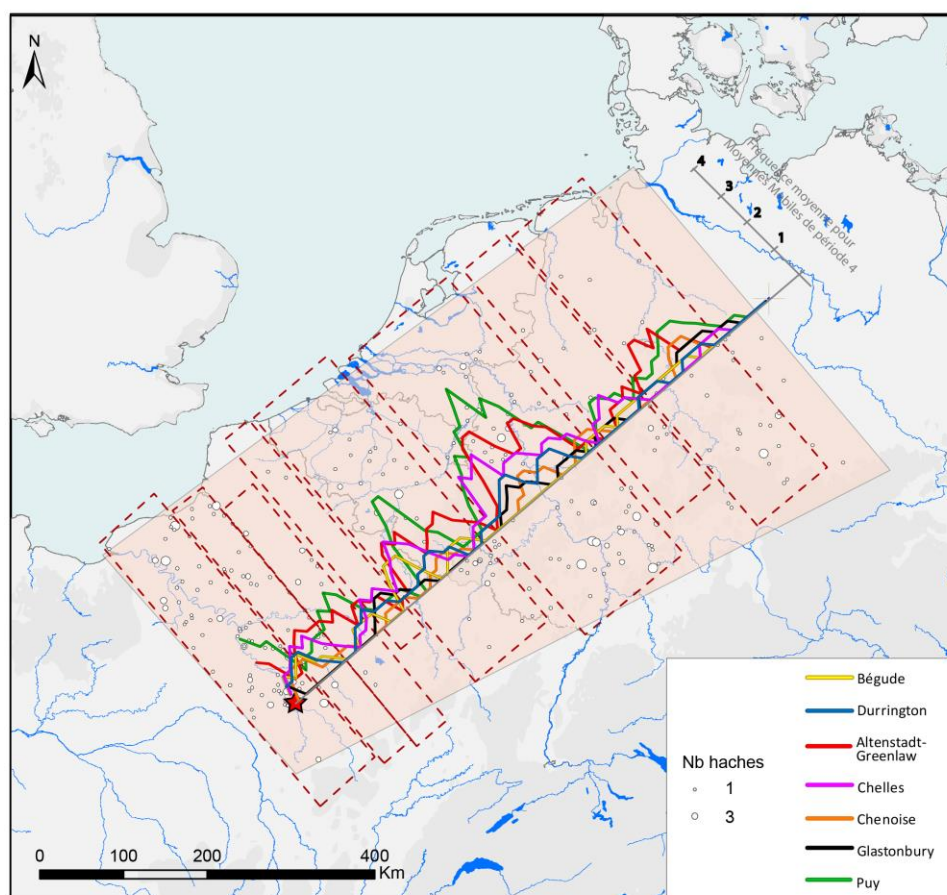 N
Fréquence moyenne pour
Moyennes Mobiles de période 4
4
3
2
1
Bégude
Durrington
Altenstadt-
Greenlaw
Chelles
Chenoise
Glastonbury
Puy
Nb haches
1
3
0 100 200 400
Km